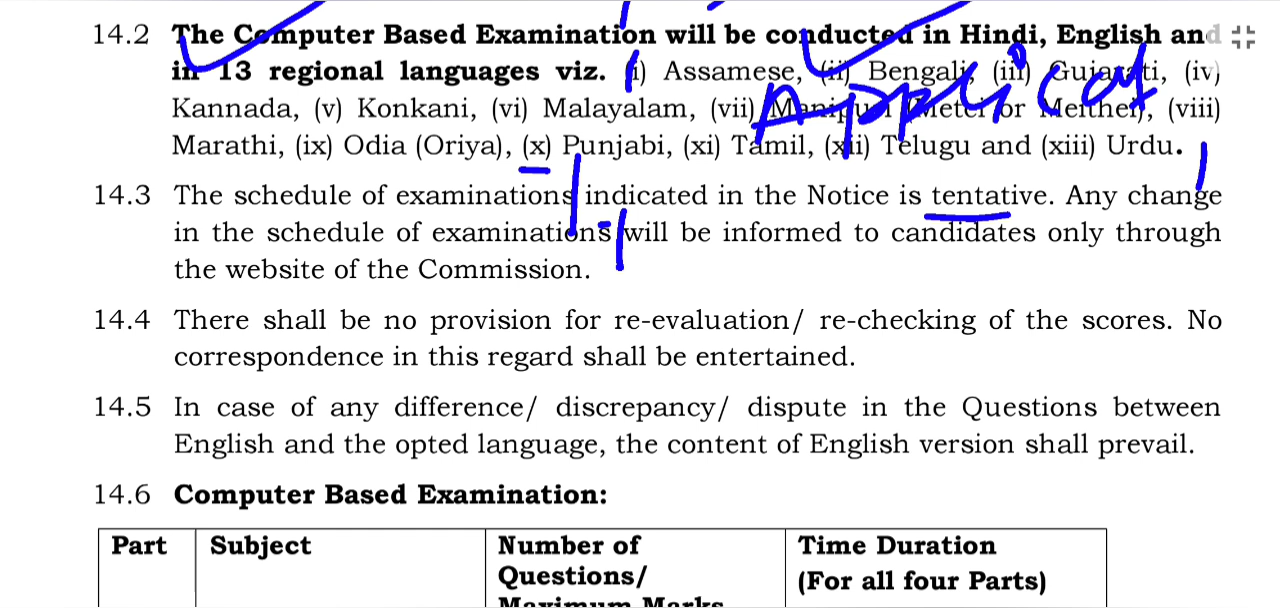 14.2 The Computer Based Examination will be conducted in Hindi, English and
in 13 regional languages viz. (i) Assamese, (ii) Bengali, (iii) Gujarati, (iv)
Kannada, (v) Konkani, (vi) Malayalam, (vii) Manipuri (Meitei or Meithei), (viii)
Marathi, (ix) Odia (Oriya), (x) Punjabi, (xi) Tamil, (xii) Telugu and (xiii) Urdu.
Applicat
14.3 The schedule of examinations indicated in the Notice is tentative. Any change
in the schedule of examinations will be informed to candidates only through
the website of the Commission.
14.4 There shall be no provision for re-evaluation/ re-checking of the scores. No
correspondence in this regard shall be entertained.
14.5 In case of any difference/ discrepancy/ dispute in the Questions between
English and the opted language, the content of English version shall prevail.
14.6 Computer Based Examination:
Part Subject Number of Time Duration
Questions/ (For all four Parts)
Maximum Marks